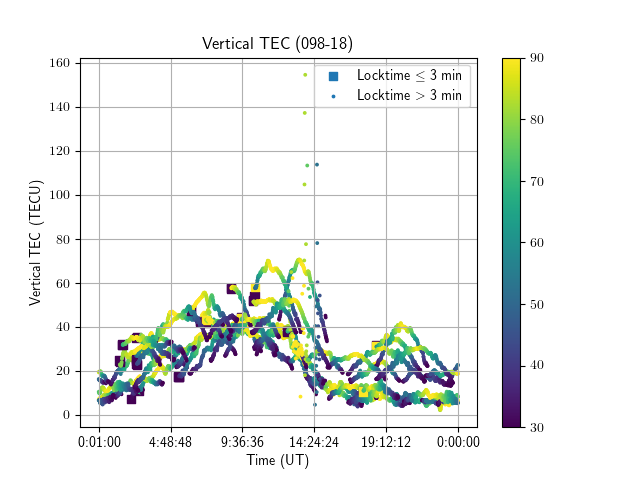 Vertical TEC (098-18)
Locktime ≤ 3 min
Locktime > 3 min
Vertical TEC (TECU)
160
140
120
100
80
60
40
20
0
0:01:00 4:48:48 9:36:36 14:24:24 19:12:12 0:00:00
Time (UT)
90
80
70
60
50
40
30